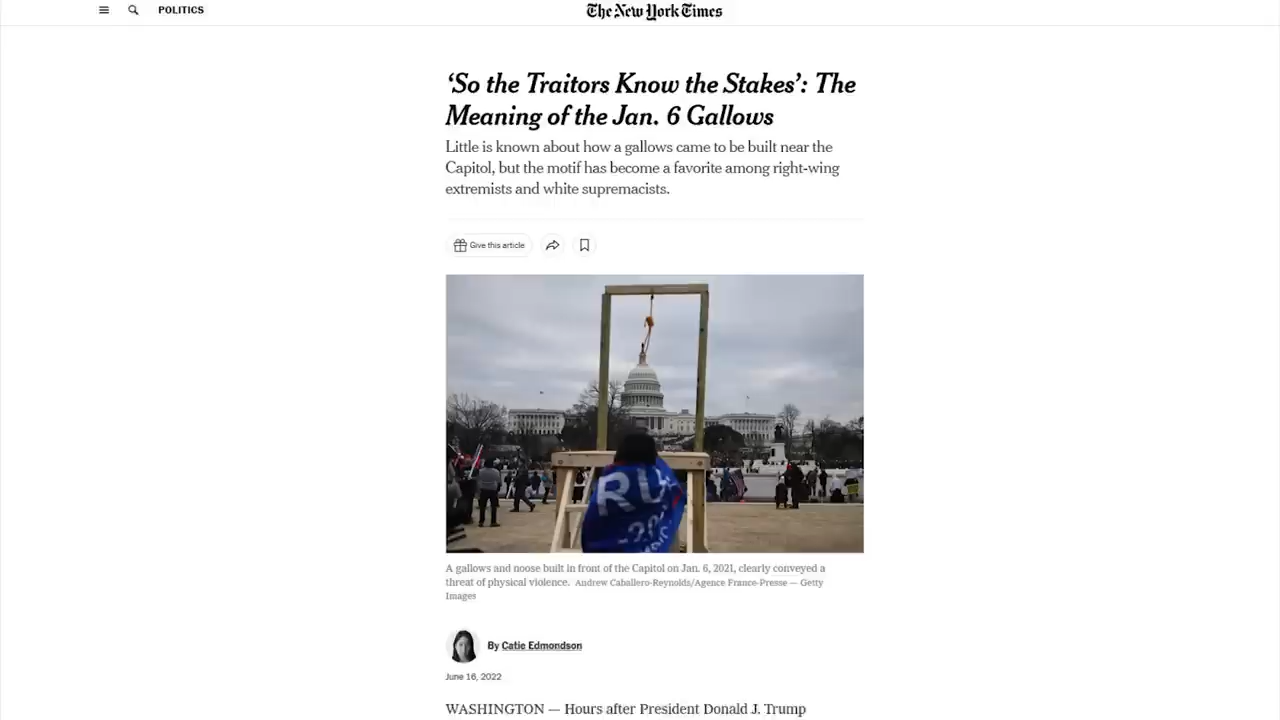 POLITICS
The New York Times
‘So the Traitors Know the Stakes’: The
Meaning of the Jan. 6 Gallows
Little is known about how a gallows came to be built near the
Capitol, but the motif has become a favorite among right-wing
extremists and white supremacists.
Give this article
RU
-20
A gallows and noose built in front of the Capitol on Jan. 6, 2021, clearly conveyed a
threat of physical violence. Andrew Caballero-Reynolds/Agence France-Presse — Getty
Images
By Catie Edmondson
June 16, 2022
WASHINGTON — Hours after President Donald J. Trump